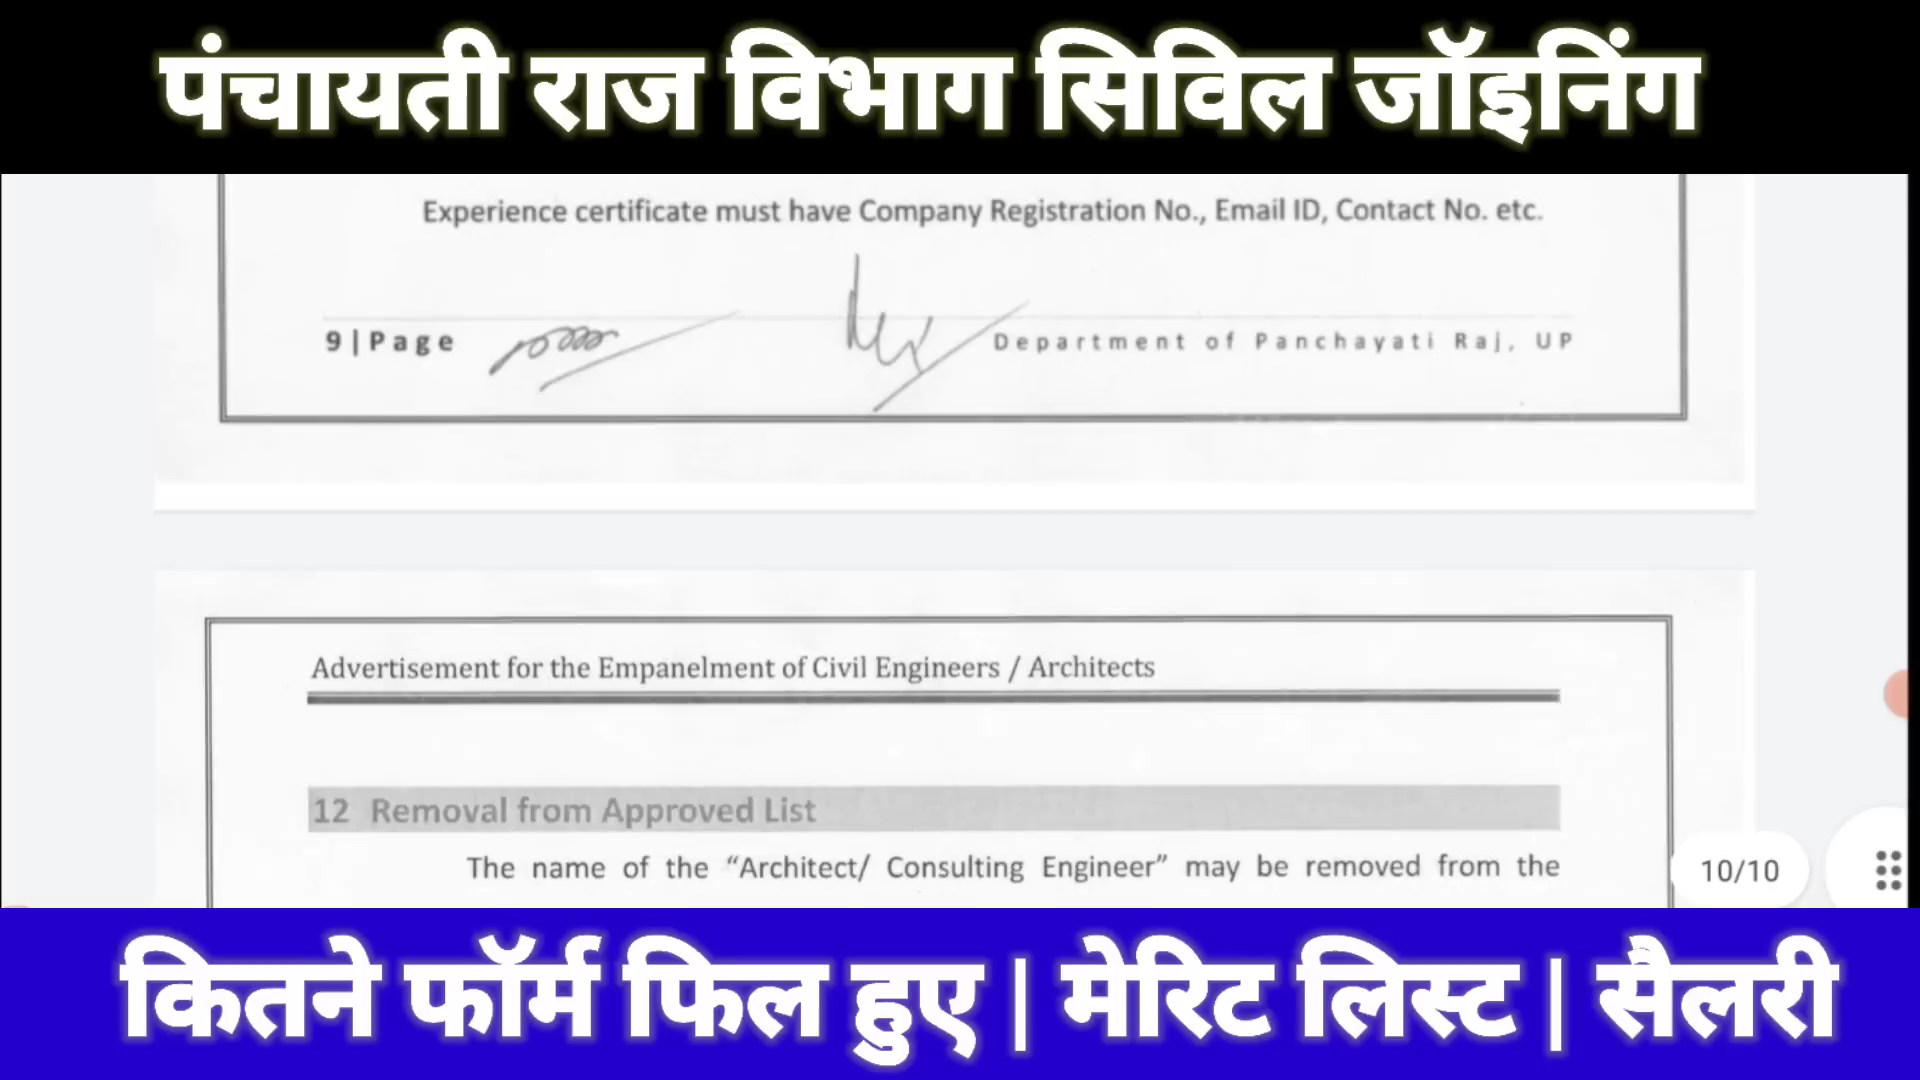 पंचायती राज विभाग सिविल जॉइनिंग
Experience certificate must have Company Registration No., Email ID, Contact No. etc.
9 | Page
Department of Panchayati Raj, UP
Advertisement for the Empanelment of Civil Engineers / Architects
12 Removal from Approved List
The name of the “Architect/ Consulting Engineer” may be removed from the
10/10
कितने फॉर्म फिल हुए | मेरिट लिस्ट | सैलरी